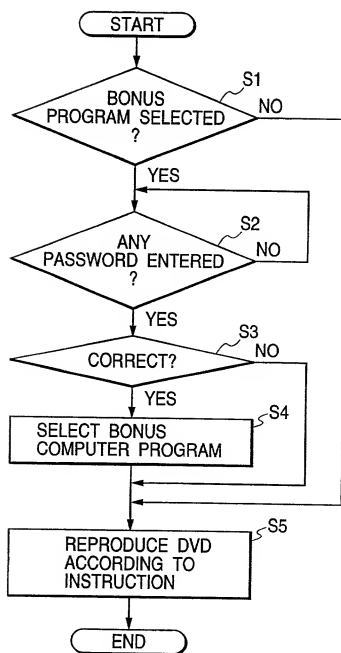 START
S1
BONUS
PROGRAM SELECTED
?
NO
YES
S2
ANY
PASSWORD ENTERED
?
NO
YES
S3
CORRECT?
NO
YES
S4
SELECT BONUS
COMPUTER PROGRAM
S5
REPRODUCE DVD
ACCORDING TO
INSTRUCTION
END